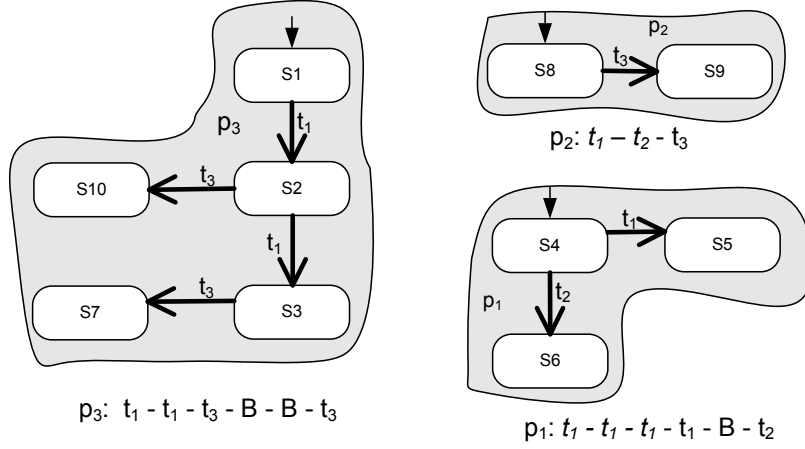 S1
p₃
t₁
S10
t₃
S2
t₁
S7
t₃
S3
p₃: t₁ - t₁ - t₃ - B - B - t₃
p₂
S8
t₃
S9
p₂: t₁ – t₂ - t₃
S4
t₁
S5
p₁
t₂
S6
p₁: t₁ - t₁ - t₁ - t₁ - B - t₂